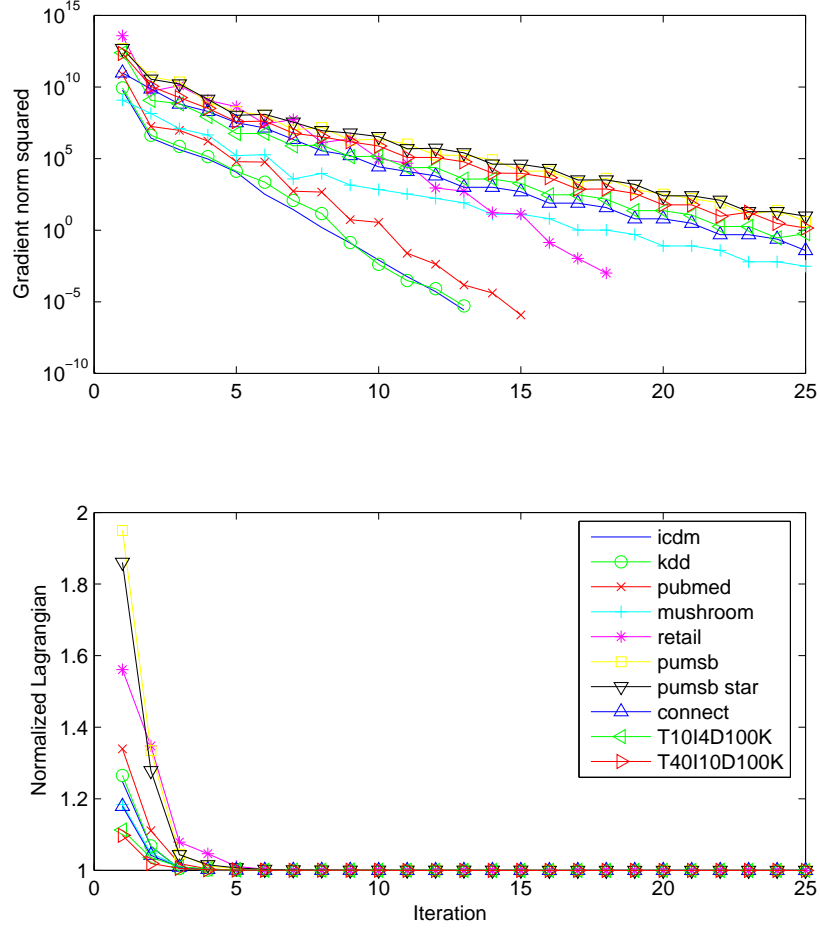 10^15
10^10
10^5
10^0
10^−5
10^−10
Gradient norm squared
0 5 10 15 20 25
2
1.8
1.6
1.4
1.2
1
Normalized Lagrangian
icdm
kdd
pubmed
mushroom
retail
pumsb
pumsb star
connect
T10I4D100K
T40I10D100K
0 5 10 15 20 25
Iteration